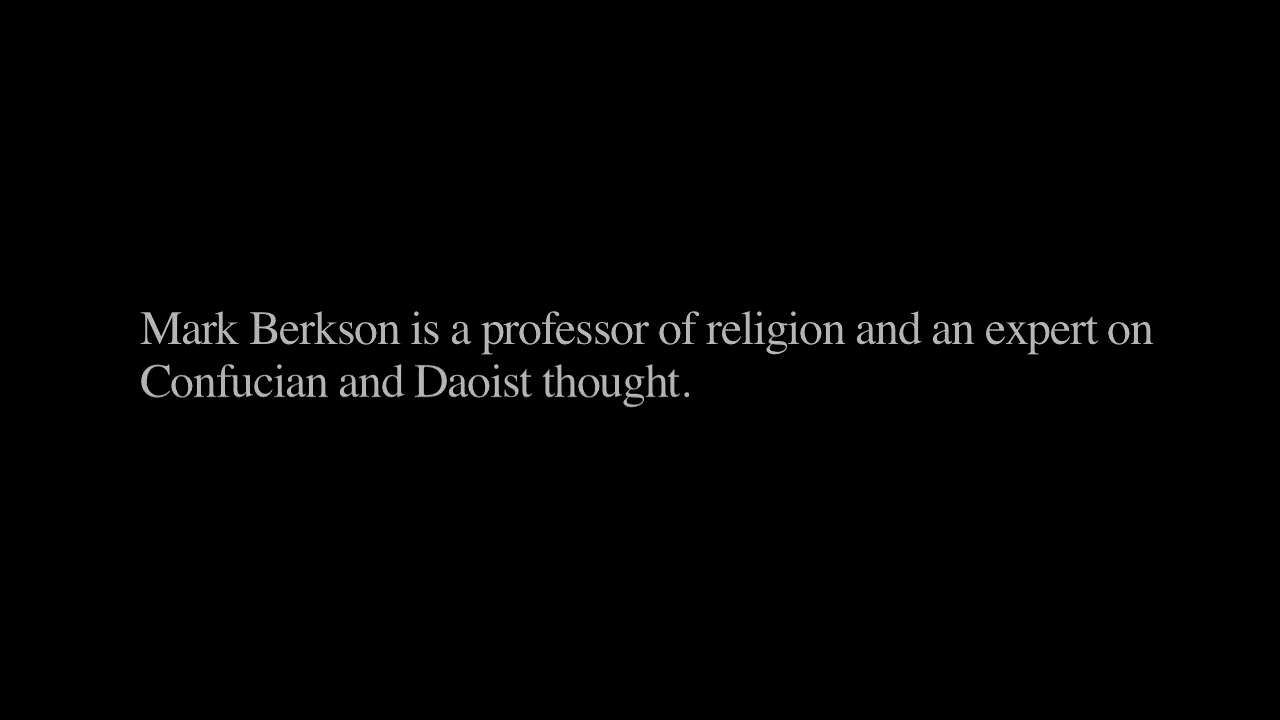 Mark Berkson is a professor of religion and an expert on
Confucian and Daoist thought.